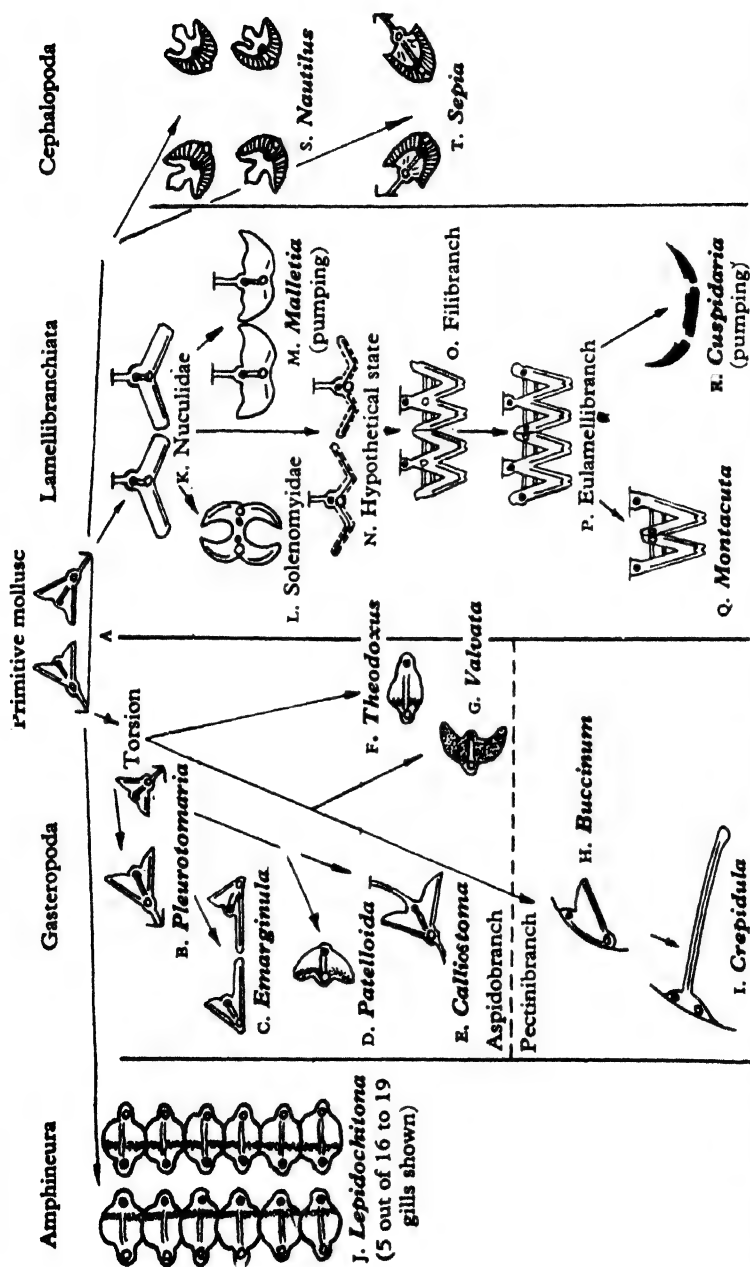 Primitive mollusc
Amphineura
Gasteropoda
Lamellibranchiata
Cephalopoda
A
Torsion
B. Pleurotomaria
C. Emarginula
D. Patelloida
E. Calliostoma
Aspidobranch
Pectinibranch
F. Theodoxus
G. Valvata
H. Buccinum
I. Crepidula
J. Lepidochitona
(5 out of 16 to 19
gills shown)
K. Nuculidae
L. Solenomyidae
M. Malletia
(pumping)
N. Hypothetical state
O. Filibranch
P. Eulamellibranch
Q. Montacuta
R. Cuspidaria
(pumping)
S. Nautilus
T. Sepia